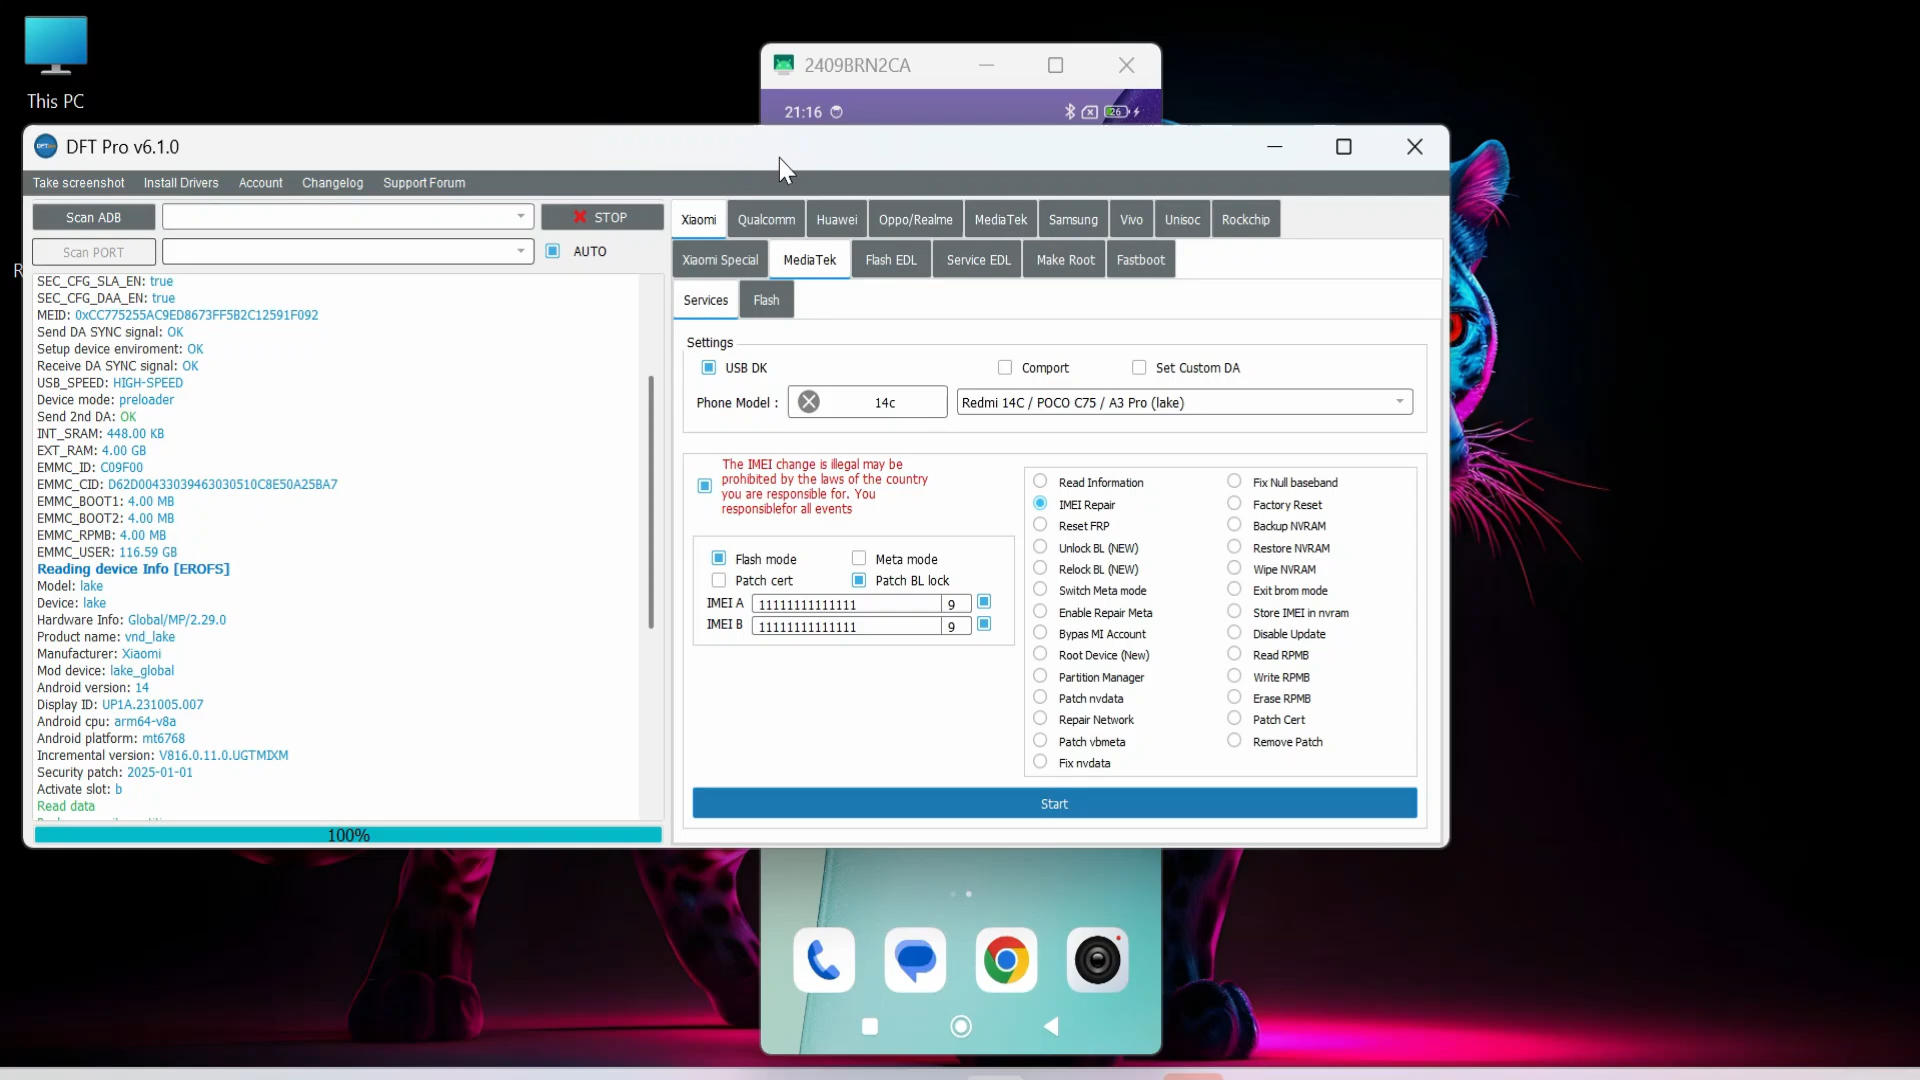 This PC
2409BRN2CA
21:16
26
DFT Pro v6.1.0
Take screenshot Install Drivers Account Changelog Support Forum
Scan ADB
STOP
Scan PORT
AUTO
SEC_CFG_SLA_EN: true
SEC_CFG_DAA_EN: true
MEID: 0xCC775255AC9ED8673FF5B2C12591F092
Send DA SYNC signal: OK
Setup device enviroment: OK
Receive DA SYNC signal: OK
USB_SPEED: HIGH-SPEED
Device mode: preloader
Send 2nd DA: OK
INT_SRAM: 448.00 KB
EXT_RAM: 4.00 GB
EMMC_ID: C09F00
EMMC_CID: D62D00433039463030510C8E50A25BA7
EMMC_BOOT1: 4.00 MB
EMMC_BOOT2: 4.00 MB
EMMC_RPMB: 4.00 MB
EMMC_USER: 116.59 GB
Reading device Info [EROFS]
Model: lake
Device: lake
Hardware Info: Global/MP/2.29.0
Product name: vnd_lake
Manufacturer: Xiaomi
Mod device: lake_global
Android version: 14
Display ID: UP1A.231005.007
Android cpu: arm64-v8a
Android platform: mt6768
Incremental version: V816.0.11.0.UGTMIXM
Security patch: 2025-01-01
Activate slot: b
Read data
100%
Xiaomi Qualcomm Huawei Oppo/Realme MediaTek Samsung Vivo Unisoc Rockchip
Xiaomi Special MediaTek Flash EDL Service EDL Make Root Fastboot
Services Flash
Settings
USB DK Comport Set Custom DA
Phone Model : 14c Redmi 14C / POCO C75 / A3 Pro (lake)
The IMEI change is illegal may be
prohibited by the laws of the country
you are responsible for. You
responsiblefor all events
Flash mode Meta mode
Patch cert Patch BL lock
IMEI A 11111111111111 9
IMEI B 11111111111111 9
Read Information Fix Null baseband
IMEI Repair Factory Reset
Reset FRP Backup NVRAM
Unlock BL (NEW) Restore NVRAM
Relock BL (NEW) Wipe NVRAM
Switch Meta mode Exit brom mode
Enable Repair Meta Store IMEI in nvram
Bypas MI Account Disable Update
Root Device (New) Read RPMB
Partition Manager Write RPMB
Patch nvdata Erase RPMB
Repair Network Patch Cert
Patch vbmeta Remove Patch
Fix nvdata
Start